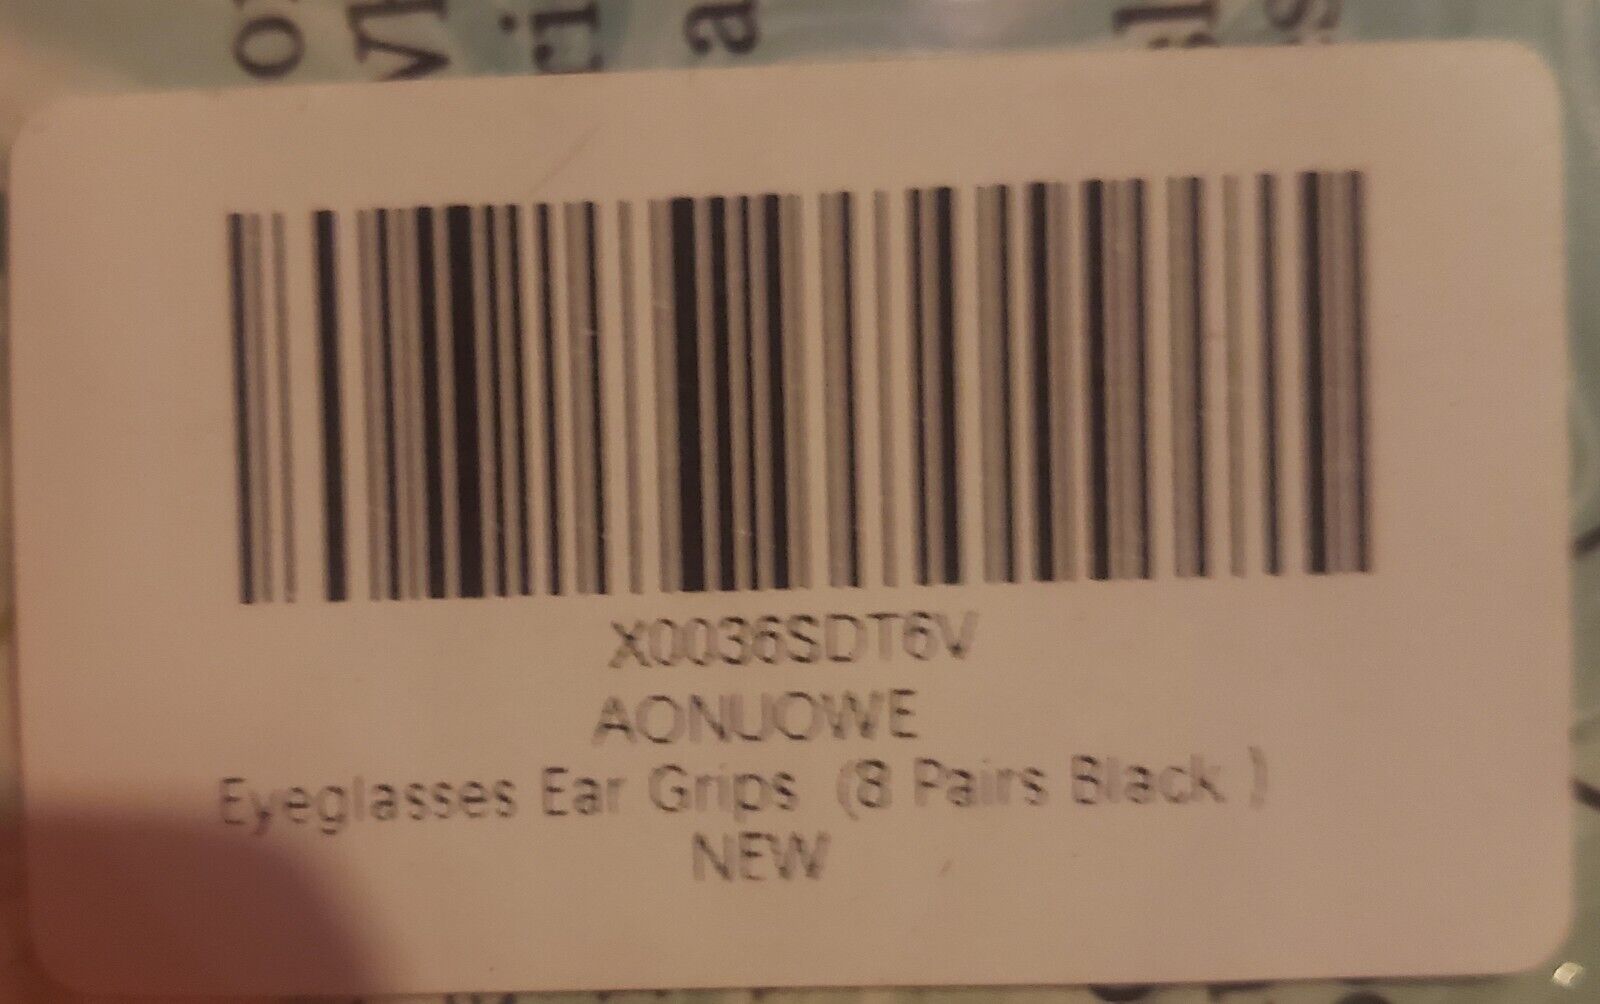 X0036SDT6V
AONUOWE
Eyeglasses Ear Grips (8 Pairs Black )
NEW